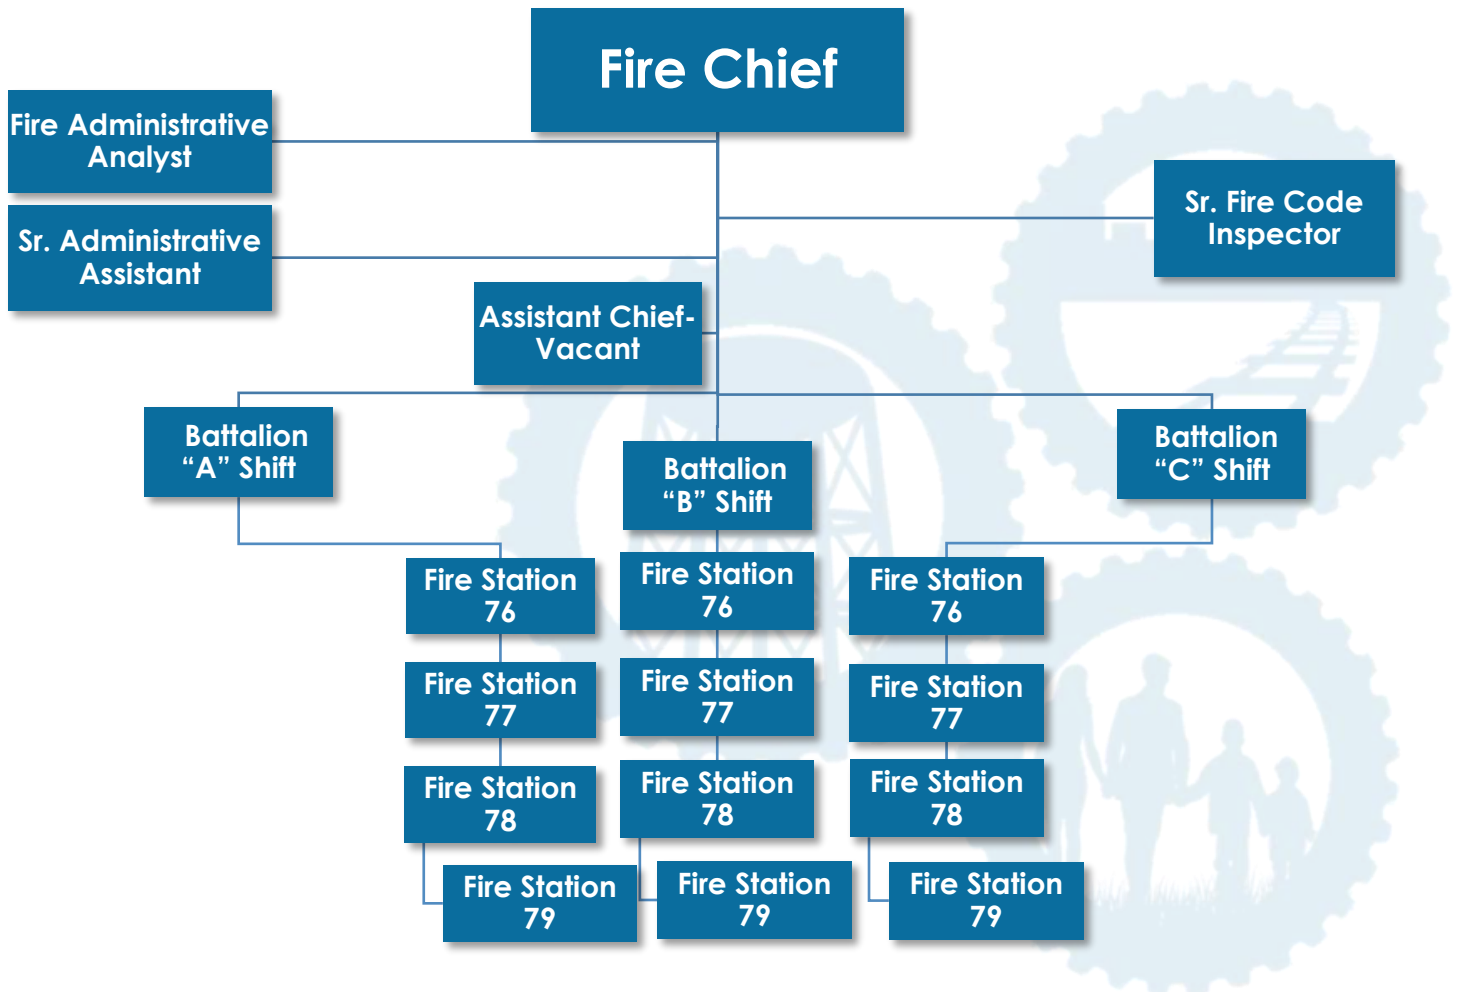 Fire Chief
Fire Administrative
Analyst
Sr. Fire Code
Inspector
Sr. Administrative
Assistant
Assistant Chief-
Vacant
Battalion
“A” Shift
Battalion
“B” Shift
Battalion
“C” Shift
Fire Station
76
Fire Station
77
Fire Station
78
Fire Station
79
Fire Station
76
Fire Station
77
Fire Station
78
Fire Station
79
Fire Station
76
Fire Station
77
Fire Station
78
Fire Station
79